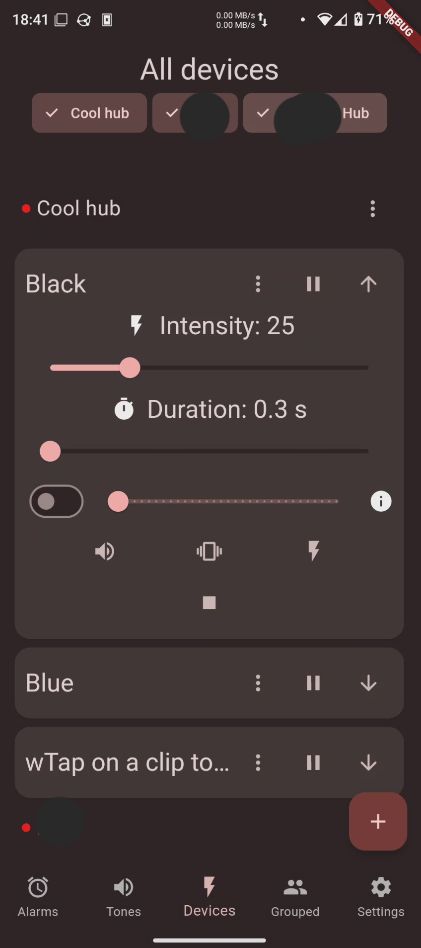 18:41 0.00 MB/s 71%
0.00 MB/s
DEBUG
All devices
Cool hub Hub
Cool hub
Black
Intensity: 25
Duration: 0.3 s
Blue
wTap on a clip to...
Alarms Tones Devices Grouped Settings